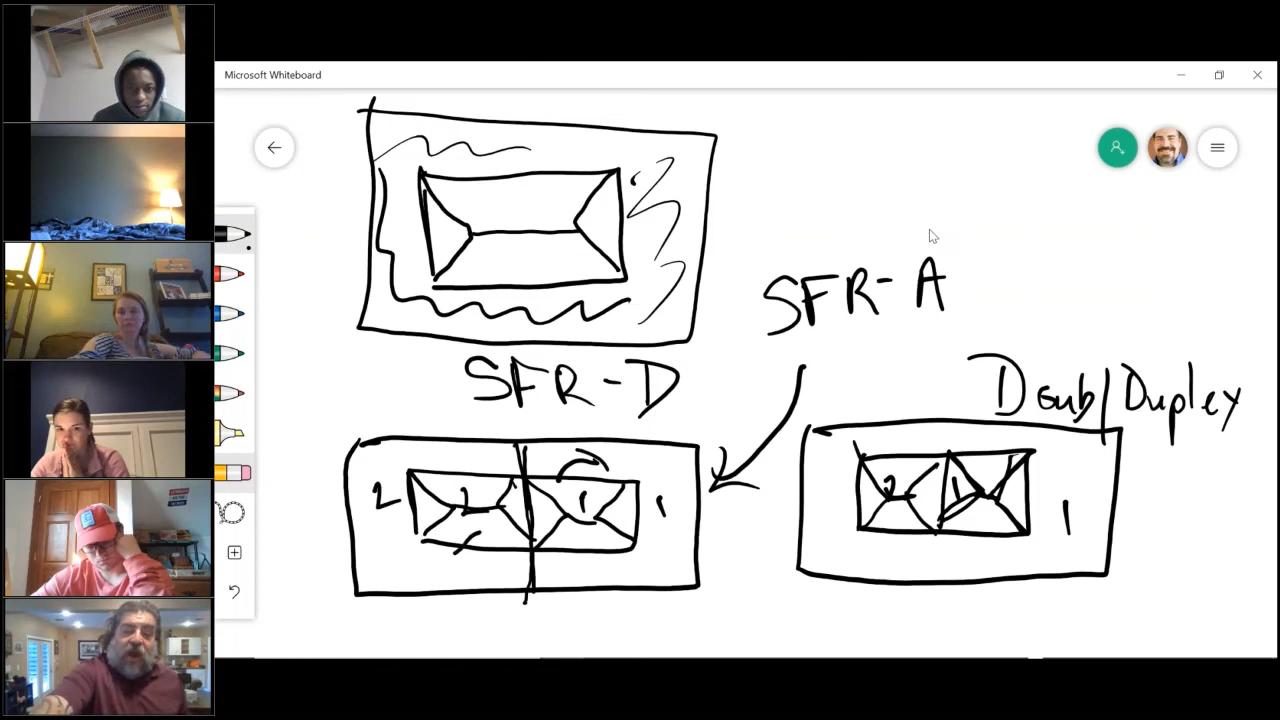 Microsoft Whiteboard
SFR-A
SFR-D
Doub/Duplex
2 2 1 1
2 1 1